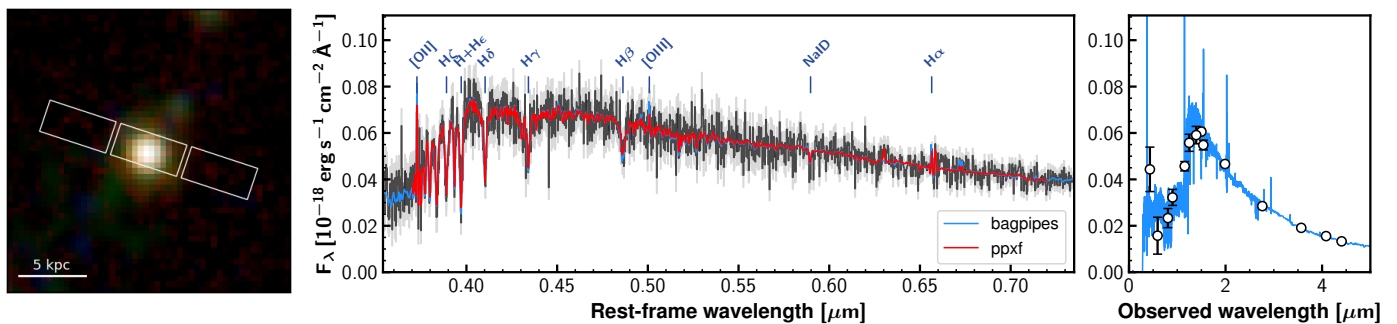 5 kpc
[OII]
Hζ
H+Hϵ
Hδ
Hγ
Hβ
[OIII]
NaID
Hα
0.10
0.08
0.06
0.04
0.02
0.00
F_λ [10⁻¹⁸ erg s⁻¹ cm⁻² Å⁻¹]
bagpipes
ppxf
0.40 0.45 0.50 0.55 0.60 0.65 0.70
Rest-frame wavelength [μm]
0.10
0.08
0.06
0.04
0.02
0.00
0 2 4
Observed wavelength [μm]